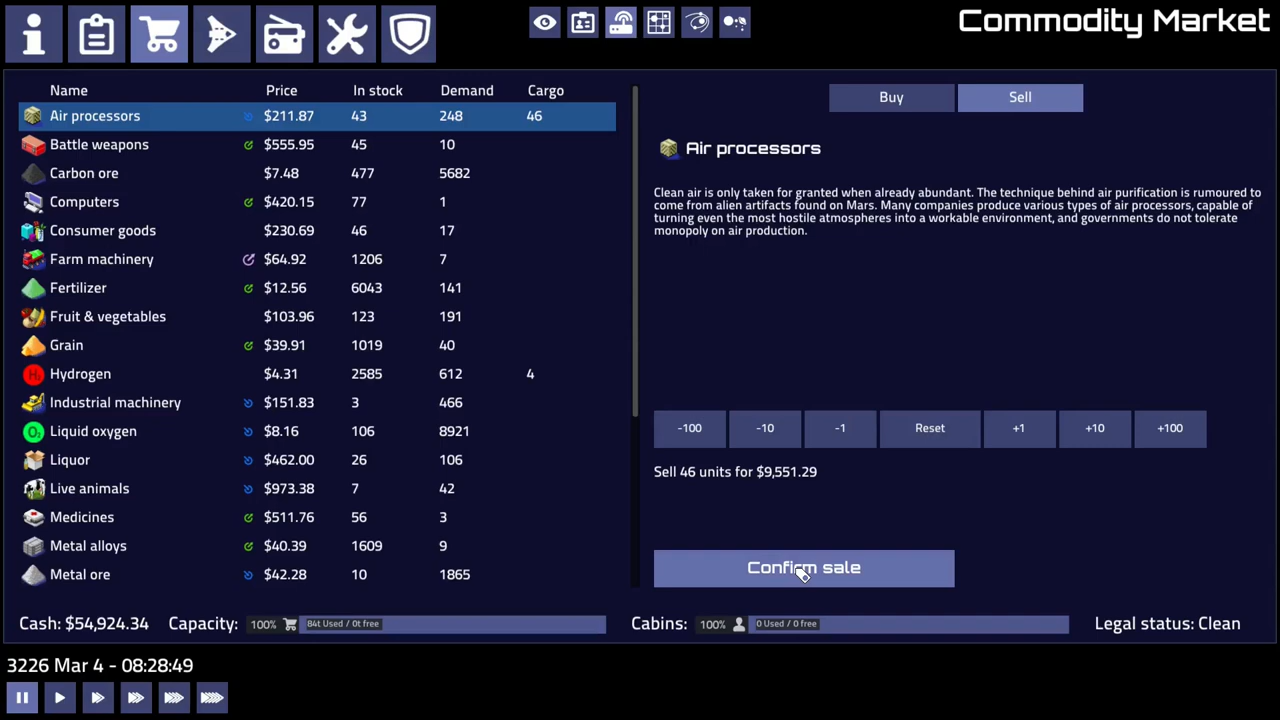 Commodity Market
Name Price In stock Demand Cargo
Air processors $211.87 43 248 46
Battle weapons $555.95 45 10
Carbon ore $7.48 477 5682
Computers $420.15 77 1
Consumer goods $230.69 46 17
Farm machinery $64.92 1206 7
Fertilizer $12.56 6043 141
Fruit & vegetables $103.96 123 191
Grain $39.91 1019 40
Hydrogen $4.31 2585 612 4
Industrial machinery $151.83 3 466
Liquid oxygen $8.16 106 8921
Liquor $462.00 26 106
Live animals $973.38 7 42
Medicines $511.76 56 3
Metal alloys $40.39 1609 9
Metal ore $42.28 10 1865
Buy Sell
Air processors
Clean air is only taken for granted when already abundant. The technique behind air purification is rumoured to
come from alien artifacts found on Mars. Many companies produce various types of air processors, capable of
turning even the most hostile atmospheres into a workable environment, and governments do not tolerate
monopoly on air production.
-100 -10 -1 Reset +1 +10 +100
Sell 46 units for $9,551.29
Confirm sale
Cash: $54,924.34 Capacity: 100% 84t Used / 0t free Cabins: 100% 0 Used / 0 free Legal status: Clean
3226 Mar 4 - 08:28:49